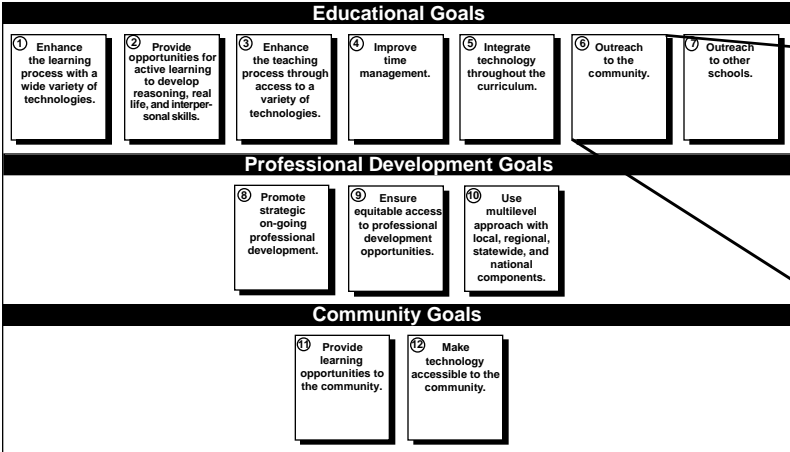 Educational Goals
1 Enhance
the learning
process with a
wide variety of
technologies.
2 Provide
opportunities for
active learning
to develop
reasoning, real
life, and interper-
sonal skills.
3 Enhance
the teaching
process through
access to a
variety of
technologies.
4 Improve
time
management.
5 Integrate
technology
throughout the
curriculum.
6 Outreach
to the
community.
7 Outreach
to other
schools.
Professional Development Goals
8 Promote
strategic
on-going
professional
development.
9 Ensure
equitable access
to professional
development
opportunities.
10 Use
multilevel
approach with
local, regional,
statewide, and
national
components.
Community Goals
11 Provide
learning
opportunities to
the community.
12 Make
technology
accessible to the
community.